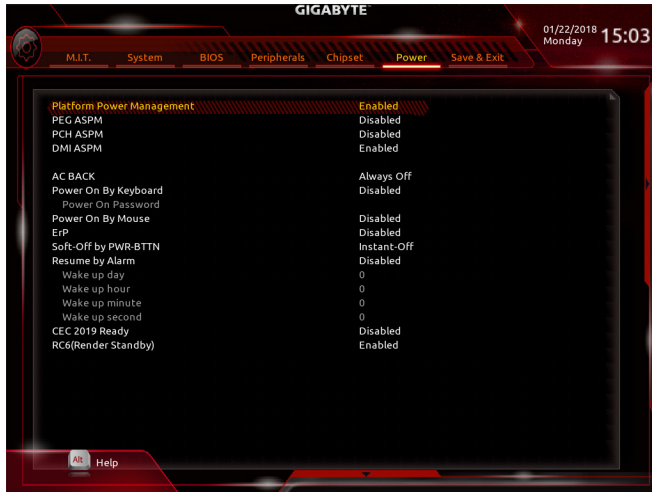 GIGABYTE™
01/22/2018 15:03
Monday
M.I.T. System BIOS Peripherals Chipset Power Save & Exit
Platform Power Management Enabled
PEG ASPM Disabled
PCH ASPM Disabled
DMI ASPM Enabled
AC BACK Always Off
Power On By Keyboard Disabled
Power On Password
Power On By Mouse Disabled
ErP Disabled
Soft-Off by PWR-BTTN Instant-Off
Resume by Alarm Disabled
Wake up day 0
Wake up hour 0
Wake up minute 0
Wake up second 0
CEC 2019 Ready Disabled
RC6(Render Standby) Enabled
Alt Help